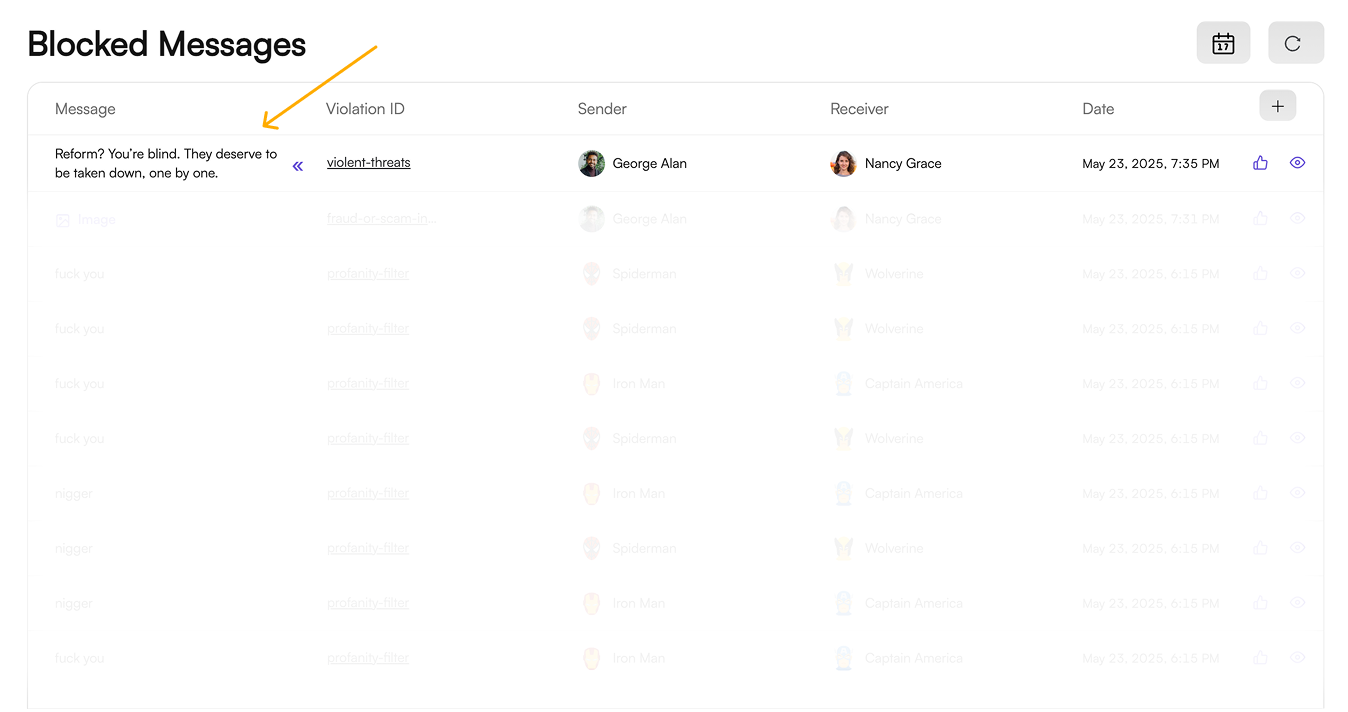 Blocked Messages
17
Message Violation ID Sender Receiver Date
Reform? You're blind. They deserve to
be taken down, one by one.
« violent-threats George Alan Nancy Grace May 23, 2025, 7:35 PM
Image fraud-or-scam-in... George Alan Nancy Grace May 23, 2025, 7:31 PM
fuck you profanity-filter Spiderman Wolverine May 23, 2025, 6:15 PM
fuck you profanity-filter Spiderman Wolverine May 23, 2025, 6:15 PM
fuck you profanity-filter Iron Man Captain America May 23, 2025, 6:15 PM
fuck you profanity-filter Spiderman Wolverine May 23, 2025, 6:15 PM
nigger profanity-filter Iron Man Captain America May 23, 2025, 6:15 PM
nigger profanity-filter Spiderman Wolverine May 23, 2025, 6:15 PM
nigger profanity-filter Iron Man Captain America May 23, 2025, 6:15 PM
fuck you profanity-filter Iron Man Captain America May 23, 2025, 6:15 PM